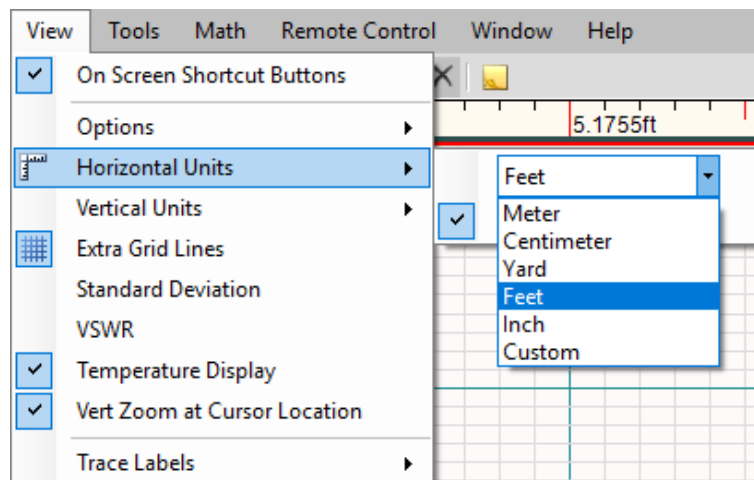 View Tools Math Remote Control Window Help
On Screen Shortcut Buttons
5.1755ft
Options
Horizontal Units
Feet
Vertical Units
Meter
Centimeter
Extra Grid Lines
Yard
Standard Deviation
Feet
VSWR
Inch
Custom
Temperature Display
Vert Zoom at Cursor Location
Trace Labels